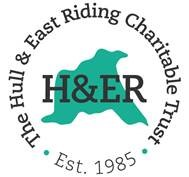 The Hull & East Riding Charitable Trust
H&ER
• Est. 1985 •